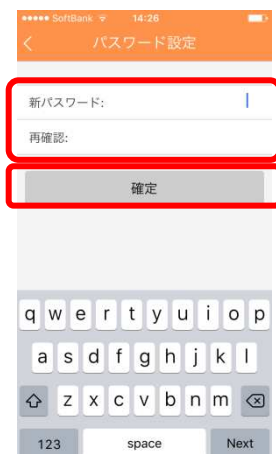 SoftBank 14:26
パスワード設定
新パスワード:
再確認:
確定
q w e r t y u i o p
a s d f g h j k l
z x c v b n m
123 space Next